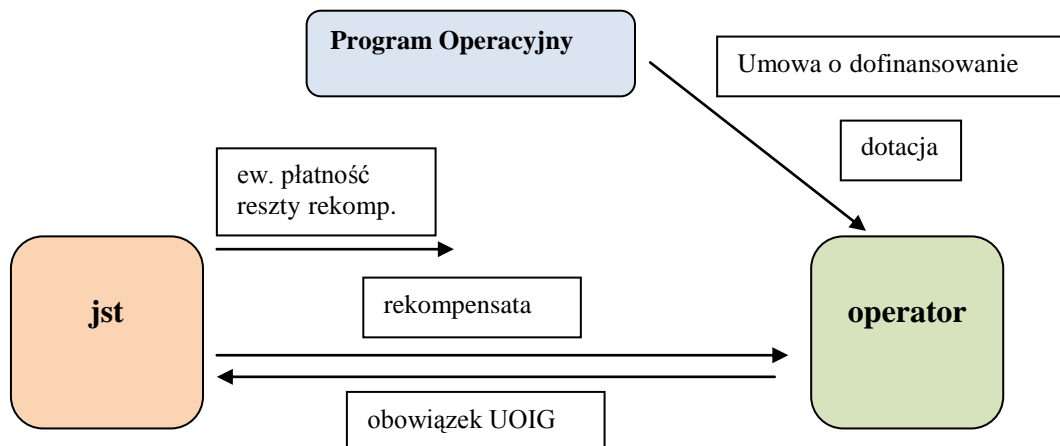 Program Operacyjny
Umowa o dofinansowanie
dotacja
ew. płatność
reszty rekomp.
jst
rekompensata
operator
obowiązek UOIG